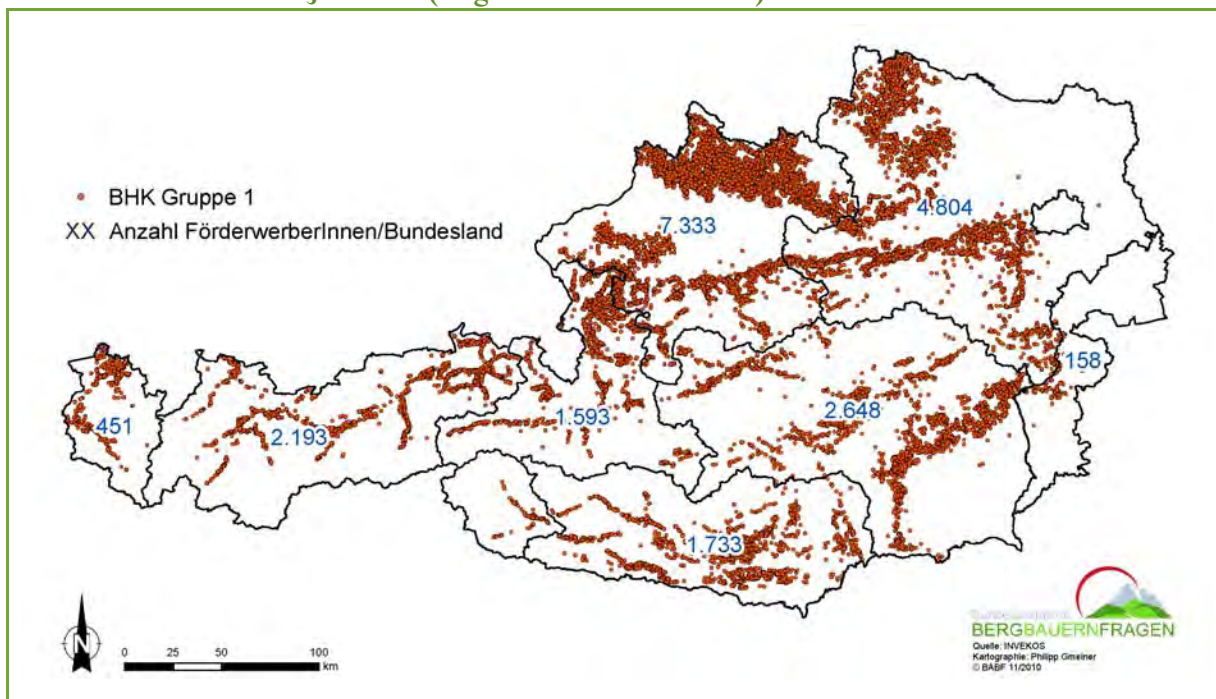 BHK Gruppe 1
XX Anzahl FörderwerberInnen/Bundesland
4.804
7.333
158
451
2.193
1.593
2.648
1.733
N
0 25 50 100
km
BERGBAUERNFRAGEN
Quelle: INVEKOS
Kartographie: Philipp Gmeiner
© BABF 11/2010